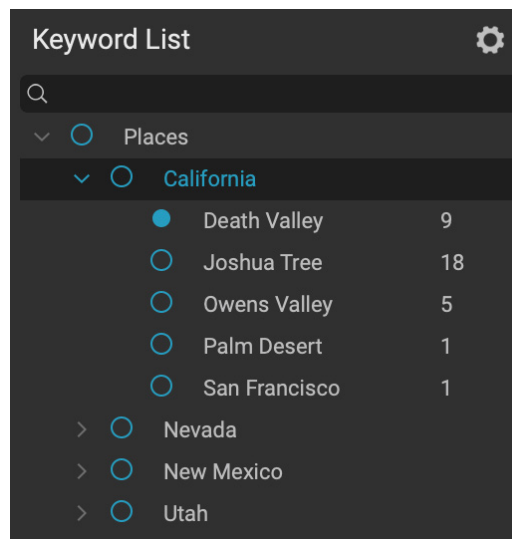 Keyword List
Places
California
Death Valley 9
Joshua Tree 18
Owens Valley 5
Palm Desert 1
San Francisco 1
Nevada
New Mexico
Utah